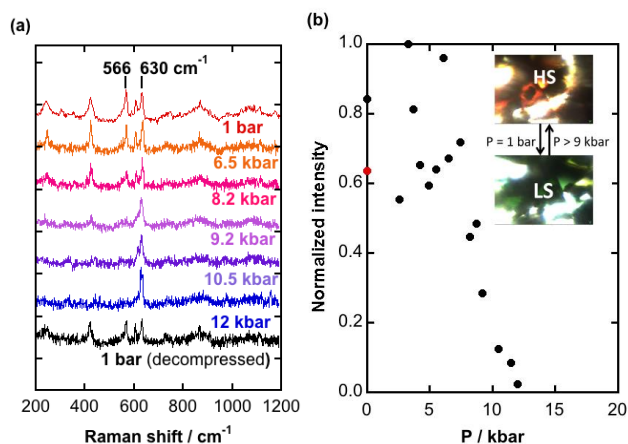 (a)
566 630 cm-1
1 bar
6.5 kbar
8.2 kbar
9.2 kbar
10.5 kbar
12 kbar
1 bar (decompressed)
200 400 600 800 1000 1200
Raman shift / cm-1
(b)
1.0
0.8
0.6
0.4
0.2
0.0
Normalized intensity
HS
P = 1 bar P > 9 kbar
LS
0 5 10 15 20
P / kbar